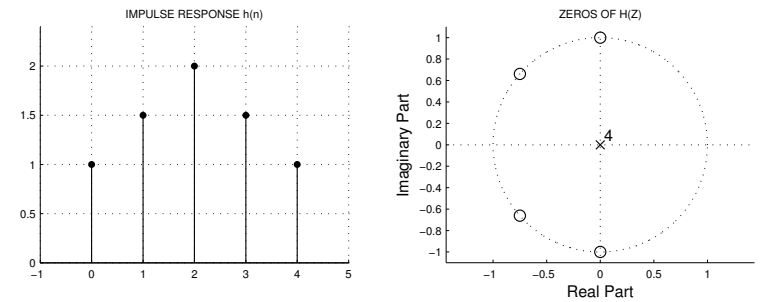 IMPULSE RESPONSE h(n)
2
1.5
1
0.5
0
−1 0 1 2 3 4 5
ZEROS OF H(Z)
Imaginary Part
1
0.8
0.6
0.4
0.2
0
−0.2
−0.4
−0.6
−0.8
−1
4
−1 −0.5 0 0.5 1
Real Part